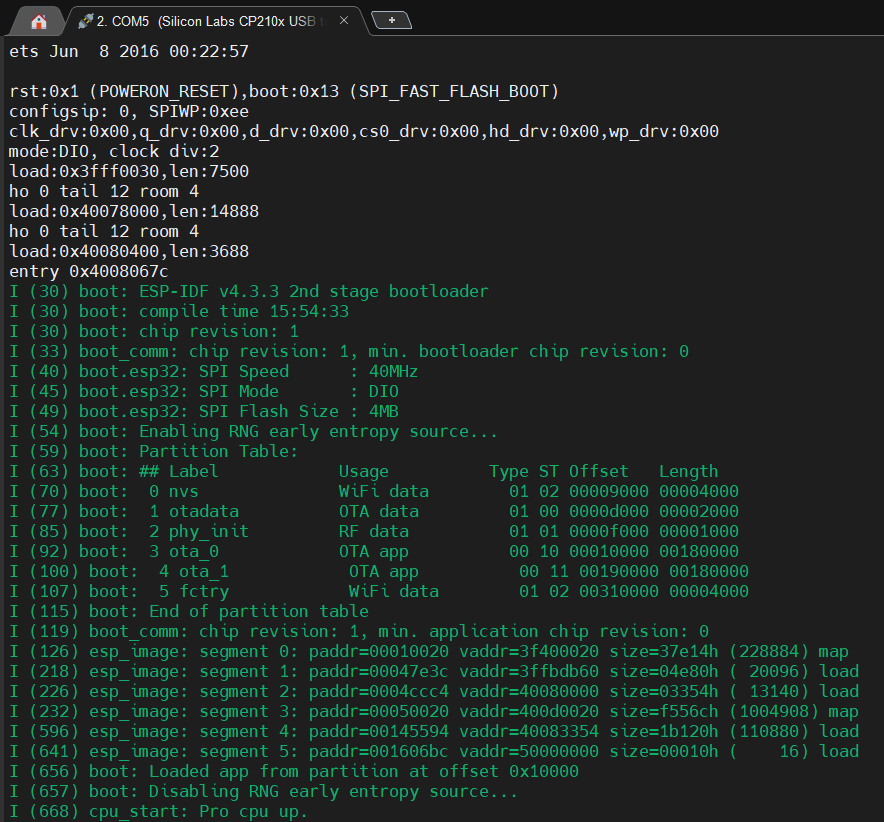 2. COM5 (Silicon Labs CP210x USB
ets Jun  8 2016 00:22:57
rst:0x1 (POWERON_RESET),boot:0x13 (SPI_FAST_FLASH_BOOT)
configsip: 0, SPIWP:0xee
clk_drv:0x00,q_drv:0x00,d_drv:0x00,cs0_drv:0x00,hd_drv:0x00,wp_drv:0x00
mode:DIO, clock div:2
load:0x3fff0030,len:7500
ho 0 tail 12 room 4
load:0x40078000,len:14888
ho 0 tail 12 room 4
load:0x40080400,len:3688
entry 0x4008067c
I (30) boot: ESP-IDF v4.3.3 2nd stage bootloader
I (30) boot: compile time 15:54:33
I (30) boot: chip revision: 1
I (33) boot_comm: chip revision: 1, min. bootloader chip revision: 0
I (40) boot.esp32: SPI Speed      : 40MHz
I (45) boot.esp32: SPI Mode       : DIO
I (49) boot.esp32: SPI Flash Size : 4MB
I (54) boot: Enabling RNG early entropy source...
I (59) boot: Partition Table:
I (63) boot: ## Label            Usage          Type ST Offset   Length
I (70) boot:  0 nvs              WiFi data        01 02 00009000 00004000
I (77) boot:  1 otadata          OTA data         01 00 0000d000 00002000
I (85) boot:  2 phy_init         RF data          01 01 0000f000 00001000
I (92) boot:  3 ota_0            OTA app          00 10 00010000 00180000
I (100) boot:  4 ota_1            OTA app          00 11 00190000 00180000
I (107) boot:  5 fctry            WiFi data        01 02 00310000 00004000
I (115) boot: End of partition table
I (119) boot_comm: chip revision: 1, min. application chip revision: 0
I (126) esp_image: segment 0: paddr=00010020 vaddr=3f400020 size=37e14h (228884) map
I (218) esp_image: segment 1: paddr=00047e3c vaddr=3ffbdb60 size=04e80h ( 20096) load
I (226) esp_image: segment 2: paddr=0004ccc4 vaddr=40080000 size=03354h ( 13140) load
I (232) esp_image: segment 3: paddr=00050020 vaddr=400d0020 size=f556ch (1004908) map
I (596) esp_image: segment 4: paddr=00145594 vaddr=40083354 size=1b120h (110880) load
I (641) esp_image: segment 5: paddr=001606bc vaddr=50000000 size=00010h (    16) load
I (656) boot: Loaded app from partition at offset 0x10000
I (657) boot: Disabling RNG early entropy source...
I (668) cpu_start: Pro cpu up.